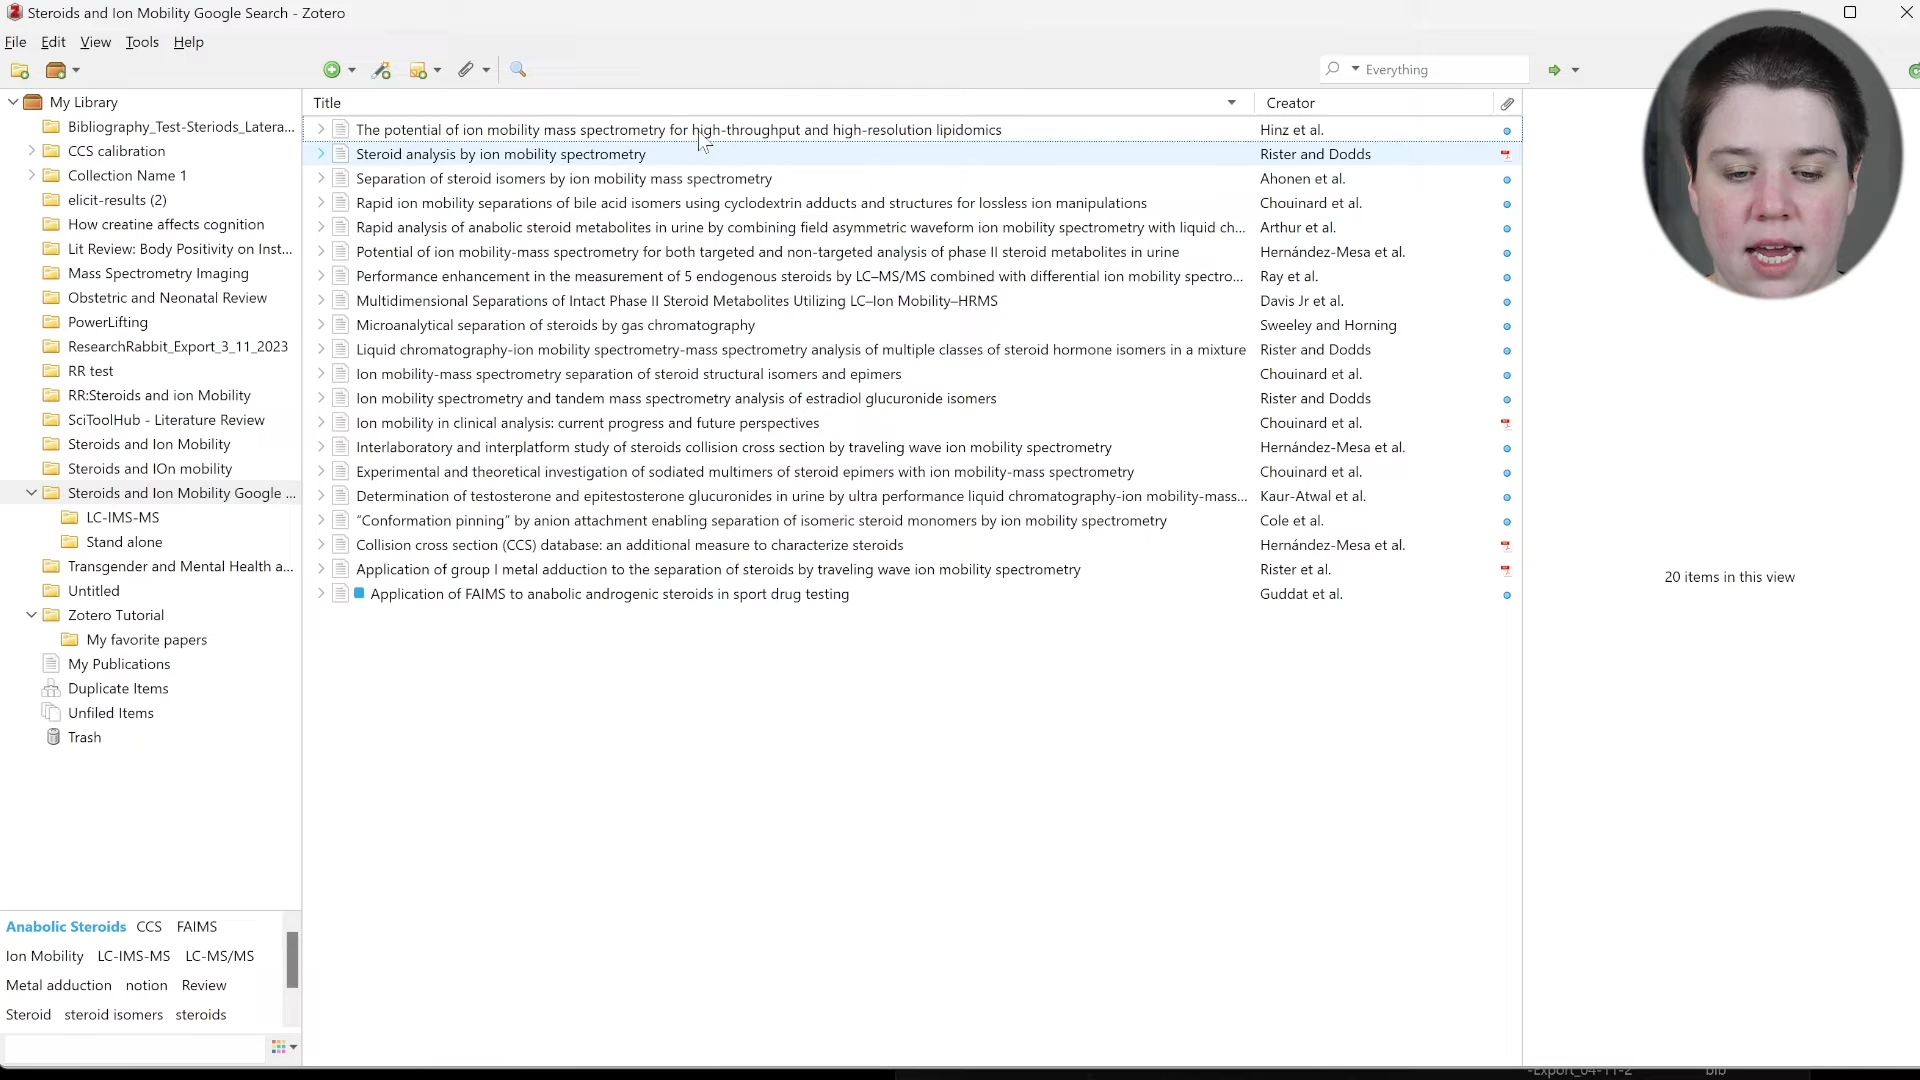 Steroids and Ion Mobility Google Search - Zotero
File Edit View Tools Help
Everything
My Library
Bibliography_Test-Steriods_Latera...
CCS calibration
Collection Name 1
elicit-results (2)
How creatine affects cognition
Lit Review: Body Positivity on Inst...
Mass Spectrometry Imaging
Obstetric and Neonatal Review
PowerLifting
ResearchRabbit_Export_3_11_2023
RR test
RR:Steroids and ion Mobility
SciToolHub - Literature Review
Steroids and Ion Mobility
Steroids and IOn mobility
Steroids and Ion Mobility Google ...
LC-IMS-MS
Stand alone
Transgender and Mental Health a...
Untitled
Zotero Tutorial
My favorite papers
My Publications
Duplicate Items
Unfiled Items
Trash
Anabolic Steroids CCS FAIMS
Ion Mobility LC-IMS-MS LC-MS/MS
Metal adduction notion Review
Steroid steroid isomers steroids
Title Creator
The potential of ion mobility mass spectrometry for high-throughput and high-resolution lipidomics Hinz et al.
Steroid analysis by ion mobility spectrometry Rister and Dodds
Separation of steroid isomers by ion mobility mass spectrometry Ahonen et al.
Rapid ion mobility separations of bile acid isomers using cyclodextrin adducts and structures for lossless ion manipulations Chouinard et al.
Rapid analysis of anabolic steroid metabolites in urine by combining field asymmetric waveform ion mobility spectrometry with liquid ch... Arthur et al.
Potential of ion mobility-mass spectrometry for both targeted and non-targeted analysis of phase II steroid metabolites in urine Hernández-Mesa et al.
Performance enhancement in the measurement of 5 endogenous steroids by LC–MS/MS combined with differential ion mobility spectro... Ray et al.
Multidimensional Separations of Intact Phase II Steroid Metabolites Utilizing LC–Ion Mobility–HRMS Davis Jr et al.
Microanalytical separation of steroids by gas chromatography Sweeley and Horning
Liquid chromatography-ion mobility spectrometry-mass spectrometry analysis of multiple classes of steroid hormone isomers in a mixture Rister and Dodds
Ion mobility-mass spectrometry separation of steroid structural isomers and epimers Chouinard et al.
Ion mobility spectrometry and tandem mass spectrometry analysis of estradiol glucuronide isomers Rister and Dodds
Ion mobility in clinical analysis: current progress and future perspectives Chouinard et al.
Interlaboratory and interplatform study of steroids collision cross section by traveling wave ion mobility spectrometry Hernández-Mesa et al.
Experimental and theoretical investigation of sodiated multimers of steroid epimers with ion mobility-mass spectrometry Chouinard et al.
Determination of testosterone and epitestosterone glucuronides in urine by ultra performance liquid chromatography-ion mobility-mass... Kaur-Atwal et al.
“Conformation pinning” by anion attachment enabling separation of isomeric steroid monomers by ion mobility spectrometry Cole et al.
Collision cross section (CCS) database: an additional measure to characterize steroids Hernández-Mesa et al.
Application of group I metal adduction to the separation of steroids by traveling wave ion mobility spectrometry Rister et al.
Application of FAIMS to anabolic androgenic steroids in sport drug testing Guddat et al.
20 items in this view